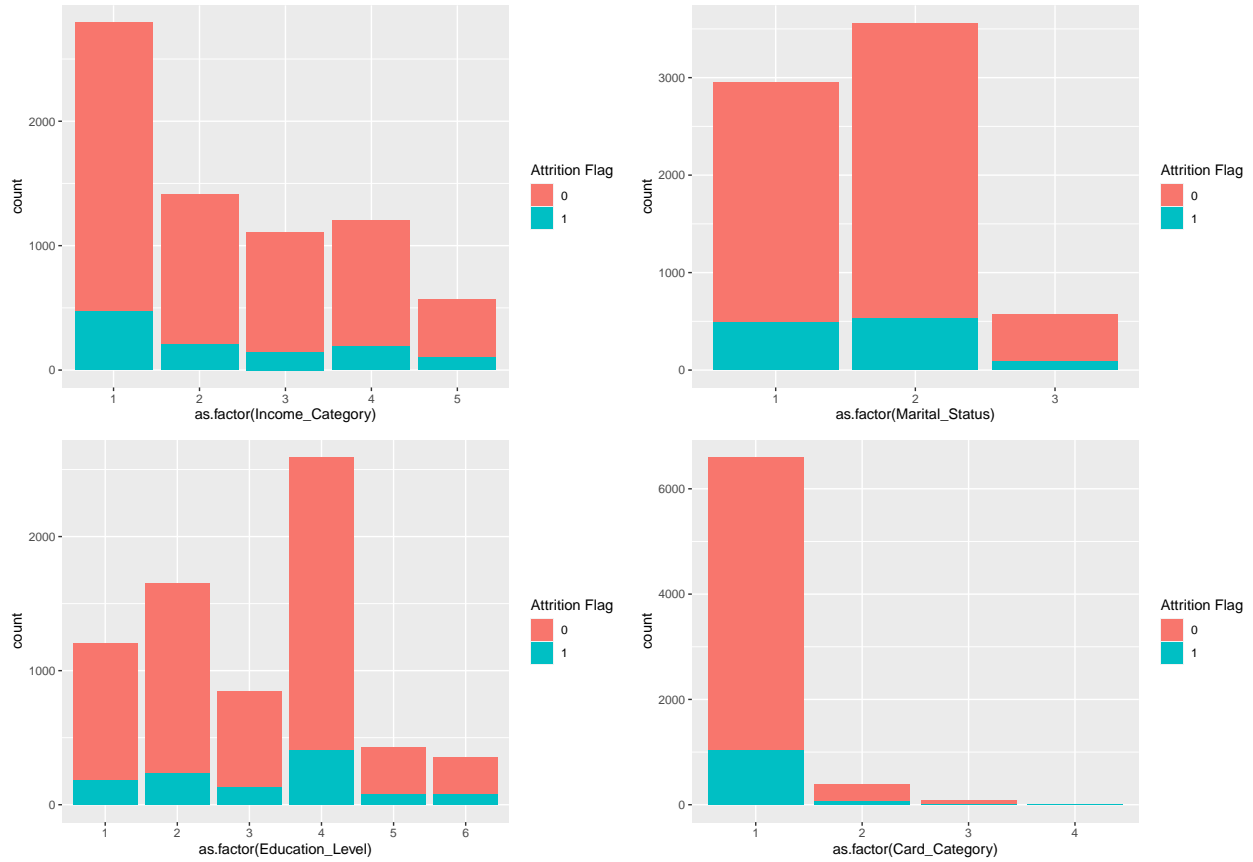 count
2000
1000
0
1 2 3 4 5
as.factor(Income_Category)
Attrition Flag
0
1
count
3000
2000
1000
0
1 2 3
as.factor(Marital_Status)
Attrition Flag
0
1
count
2000
1000
0
1 2 3 4 5 6
as.factor(Education_Level)
Attrition Flag
0
1
count
6000
4000
2000
0
1 2 3 4
as.factor(Card_Category)
Attrition Flag
0
1